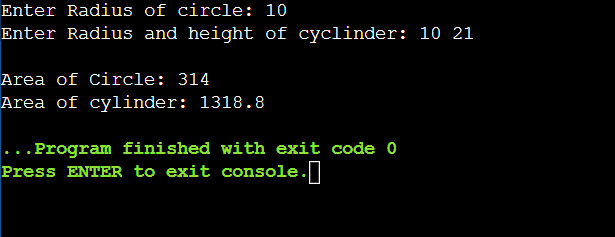 Enter Radius of circle: 10
Enter Radius and height of cyclinder: 10 21
Area of Circle: 314
Area of cylinder: 1318.8
...Program finished with exit code 0
Press ENTER to exit console.